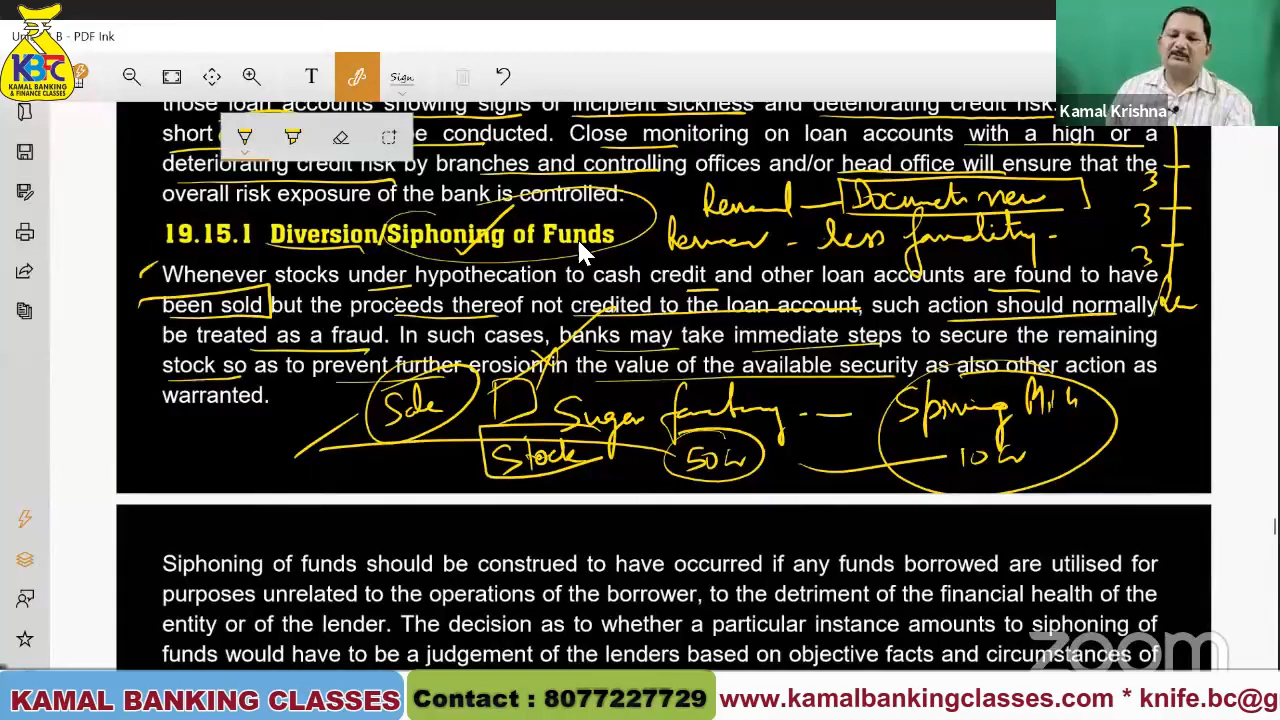 Un B - PDF Ink
KBFC
KAMAL BANKING
& FINANCE CLASSES
T
Sign
Kamal Krishna
those loan accounts showing signs of incipient sickness and deteriorating credit risk.
short be conducted. Close monitoring on loan accounts with a high or a
deteriorating credit risk by branches and controlling offices and/or head office will ensure that the
overall risk exposure of the bank is controlled.
Renewal — Document new
3
19.15.1 Diversion/Siphoning of Funds
Review - less formality -
3
3
Whenever stocks under hypothecation to cash credit and other loan accounts are found to have
been sold but the proceeds thereof not credited to the loan account, such action should normally
be treated as a fraud. In such cases, banks may take immediate steps to secure the remaining
stock so as to prevent further erosion in the value of the available security as also other action as
warranted.
Sale
Sugar factory
Stock
Siphoning of funds should be construed to have occurred if any funds borrowed are utilised for
purposes unrelated to the operations of the borrower, to the detriment of the financial health of the
entity or of the lender. The decision as to whether a particular instance amounts to siphoning of
funds would have to be a judgement of the lenders based on objective facts and circumstances of
zoom
KAMAL BANKING CLASSES Contact : 8077227729 www.kamalbankingclasses.com * knife.bc@g